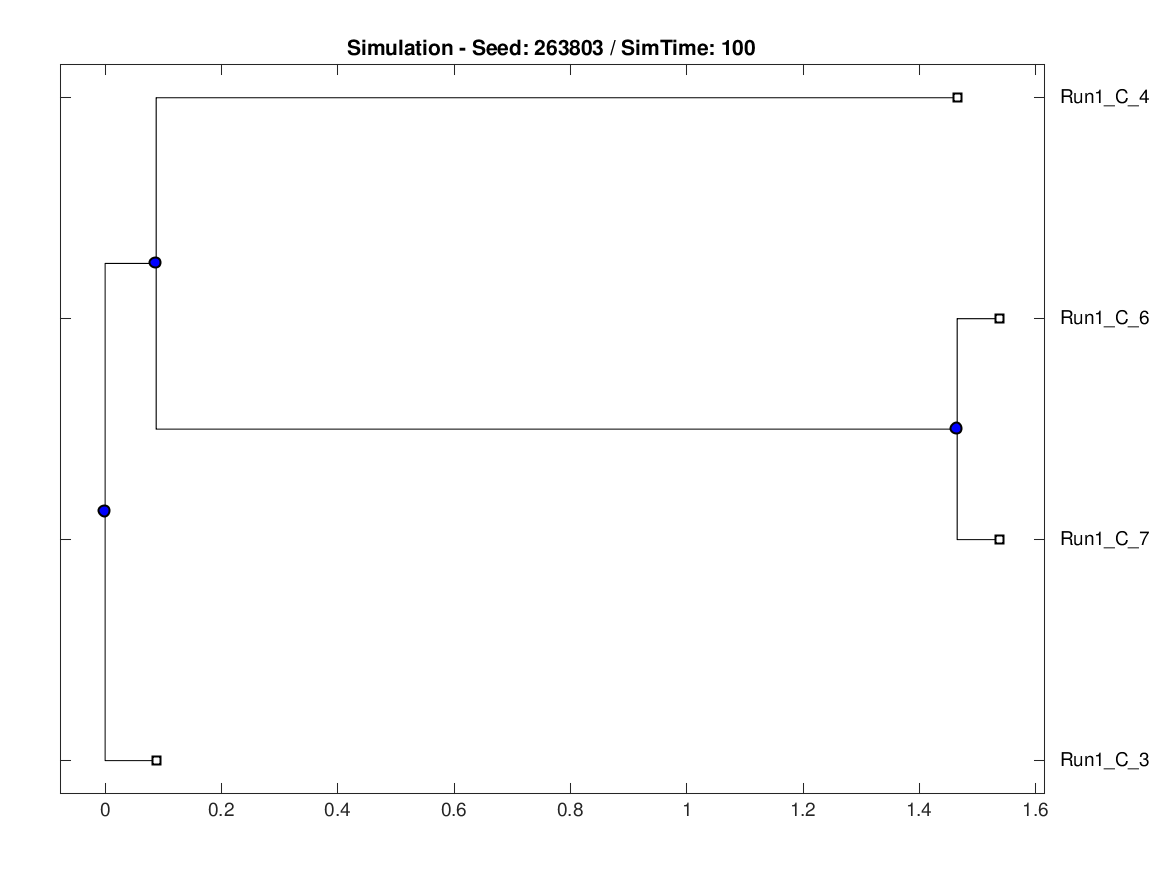 Simulation - Seed: 263803 / SimTime: 100
Run1_C_4
Run1_C_6
Run1_C_7
Run1_C_3
0 0.2 0.4 0.6 0.8 1 1.2 1.4 1.6